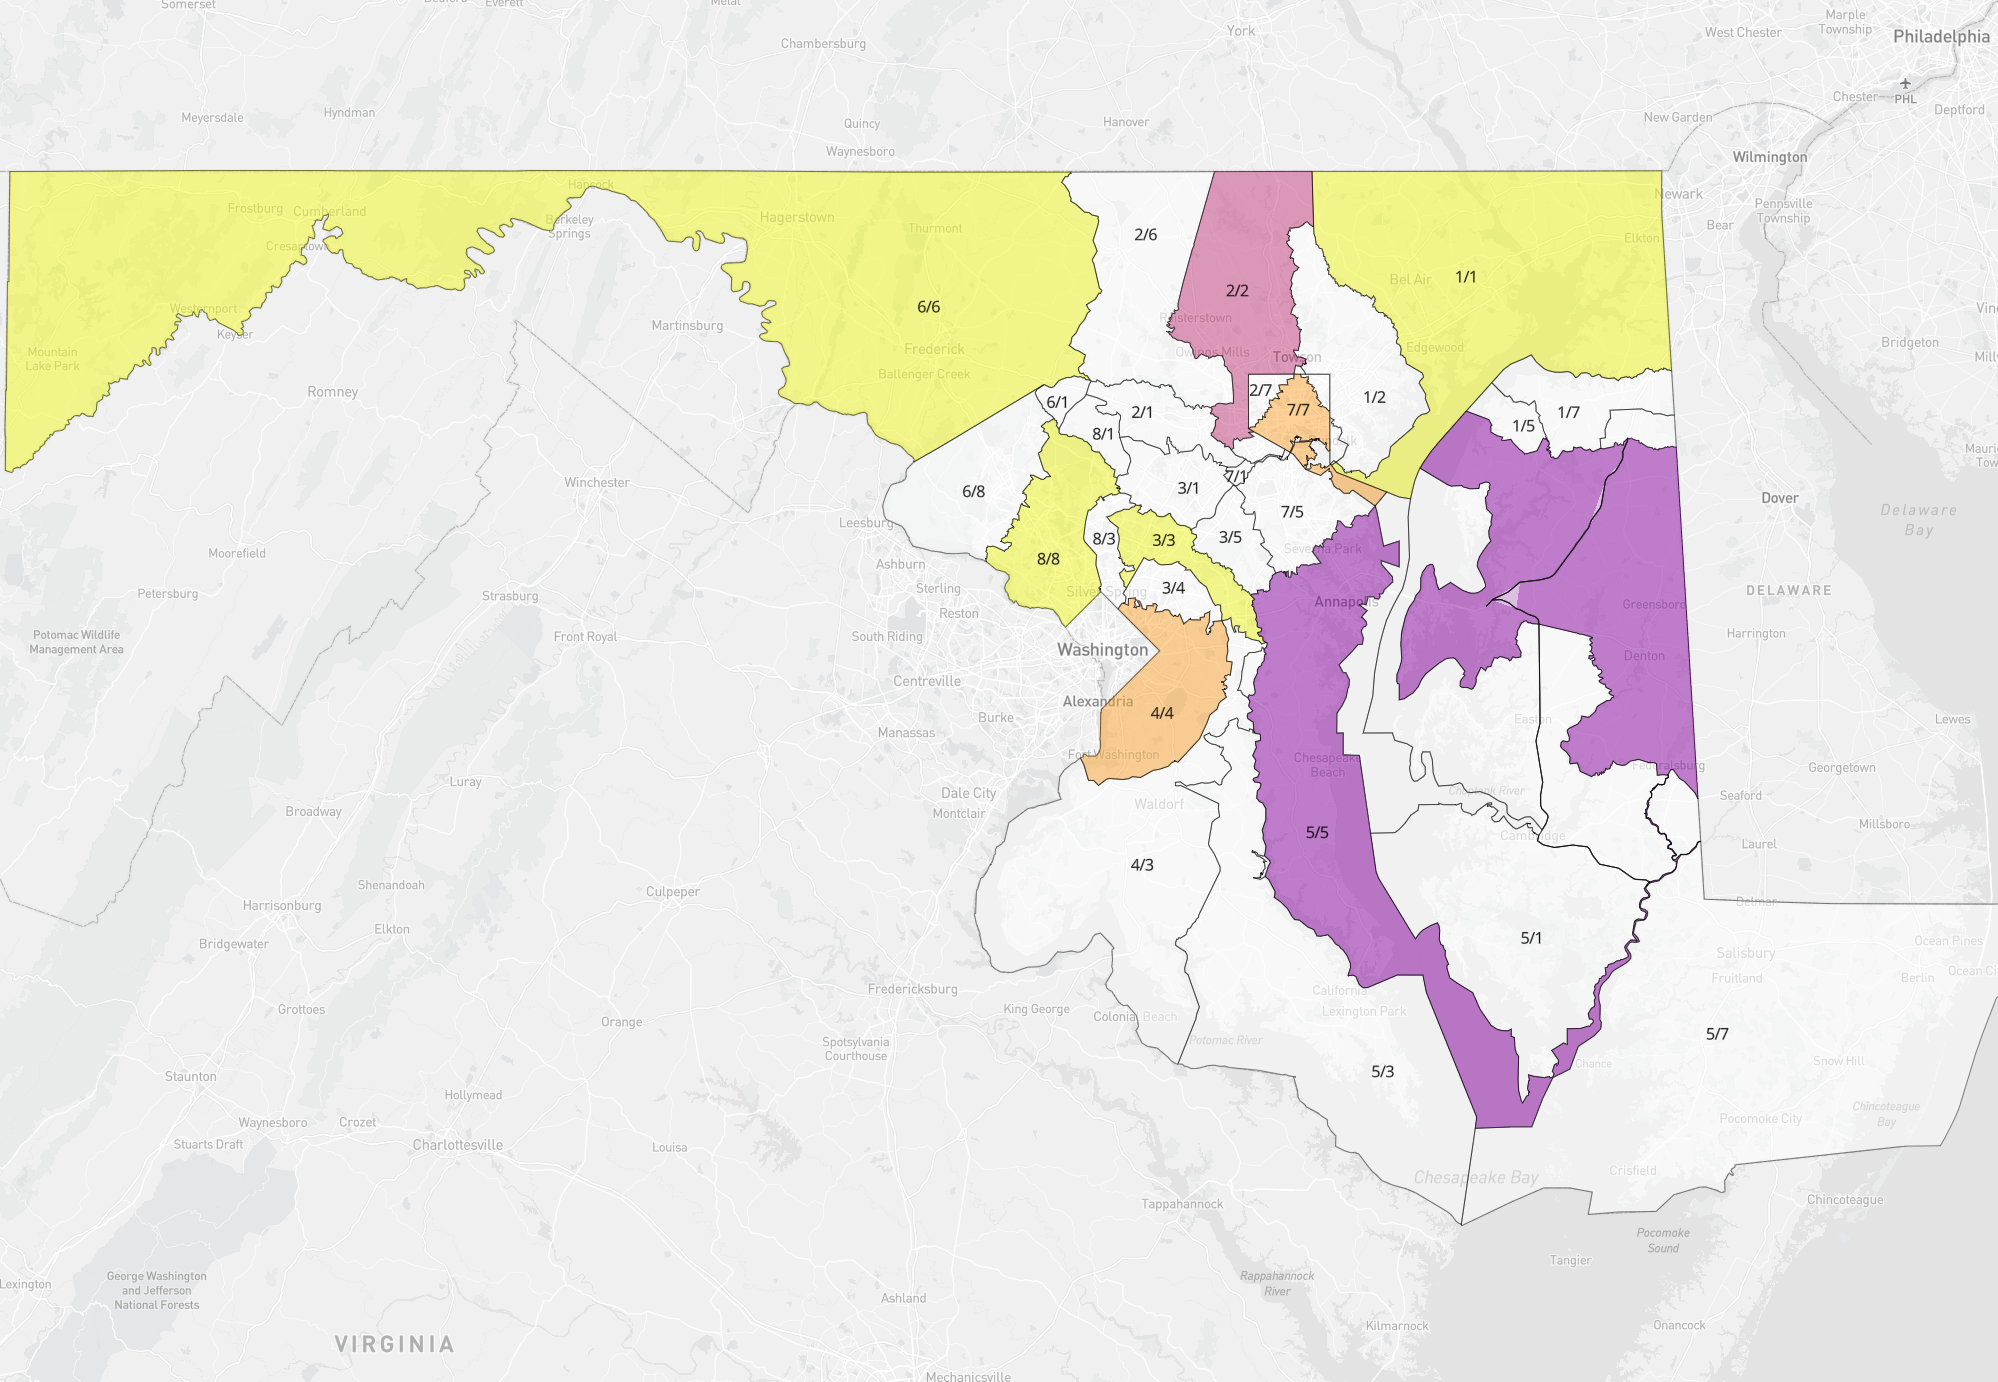 Somerset
Everett
York
West Chester
Marple
Township
Philadelphia
Chambersburg
Chester
PHL
Deptford
Meyersdale
Hyndman
Quincy
Hanover
New Garden
Waynesboro
Wilmington
Hancock
Newark
Frostburg
Cumberland
Berkeley
Springs
Hagerstown
Thurmont
2/6
Pennsville
Township
Bear
Elkton
Cresaptown
Bel Air
1/1
2/2
6/6
Westernport
Keyser
Martinsburg
Reisterstown
Bridgeton
Mountain
Lake Park
Frederick
Owings Mills
Towson
Edgewood
Ballenger Creek
Romney
2/7
1/2
6/1
2/1
7/7
1/7
8/1
1/5
Winchester
7/1
6/8
3/1
Dover
Leesburg
7/5
Delaware
Bay
Moorefield
8/3
3/3
3/5
Severna Park
8/8
Ashburn
Petersburg
Strasburg
Sterling
Reston
Silver Spring
3/4
Annapolis
DELAWARE
Greensboro
Potomac Wildlife
Management Area
Front Royal
South Riding
Washington
Harrington
Denton
Centreville
Alexandria
4/4
Burke
Easton
Lewes
Manassas
Fort Washington
Chesapeake
Beach
Federalsburg
Georgetown
Luray
Dale City
Montclair
Waldorf
Choptank River
Seaford
Broadway
5/5
Cambridge
Millsboro
Laurel
4/3
Shenandoah
Culpeper
Harrisonburg
Delmar
Elkton
Bridgewater
5/1
Ocean Pines
Salisbury
Fruitland
Berlin
Ocean Ci
Fredericksburg
California
Grottoes
King George
Colonial Beach
Lexington Park
Orange
Spotsylvania
Courthouse
Potomac River
5/7
Staunton
5/3
Chance
Snow Hill
Hollymead
Waynesboro
Crozet
Pocomoke City
Chincoteague
Bay
Stuarts Draft
Charlottesville
Louisa
Chesapeake Bay
Crisfield
Tappahannock
Chincoteague
Pocomoke
Sound
Tangier
Lexington
George Washington
and Jefferson
National Forests
Rappahannock
River
Ashland
Kilmarnock
Onancock
VIRGINIA
Mechanicsville